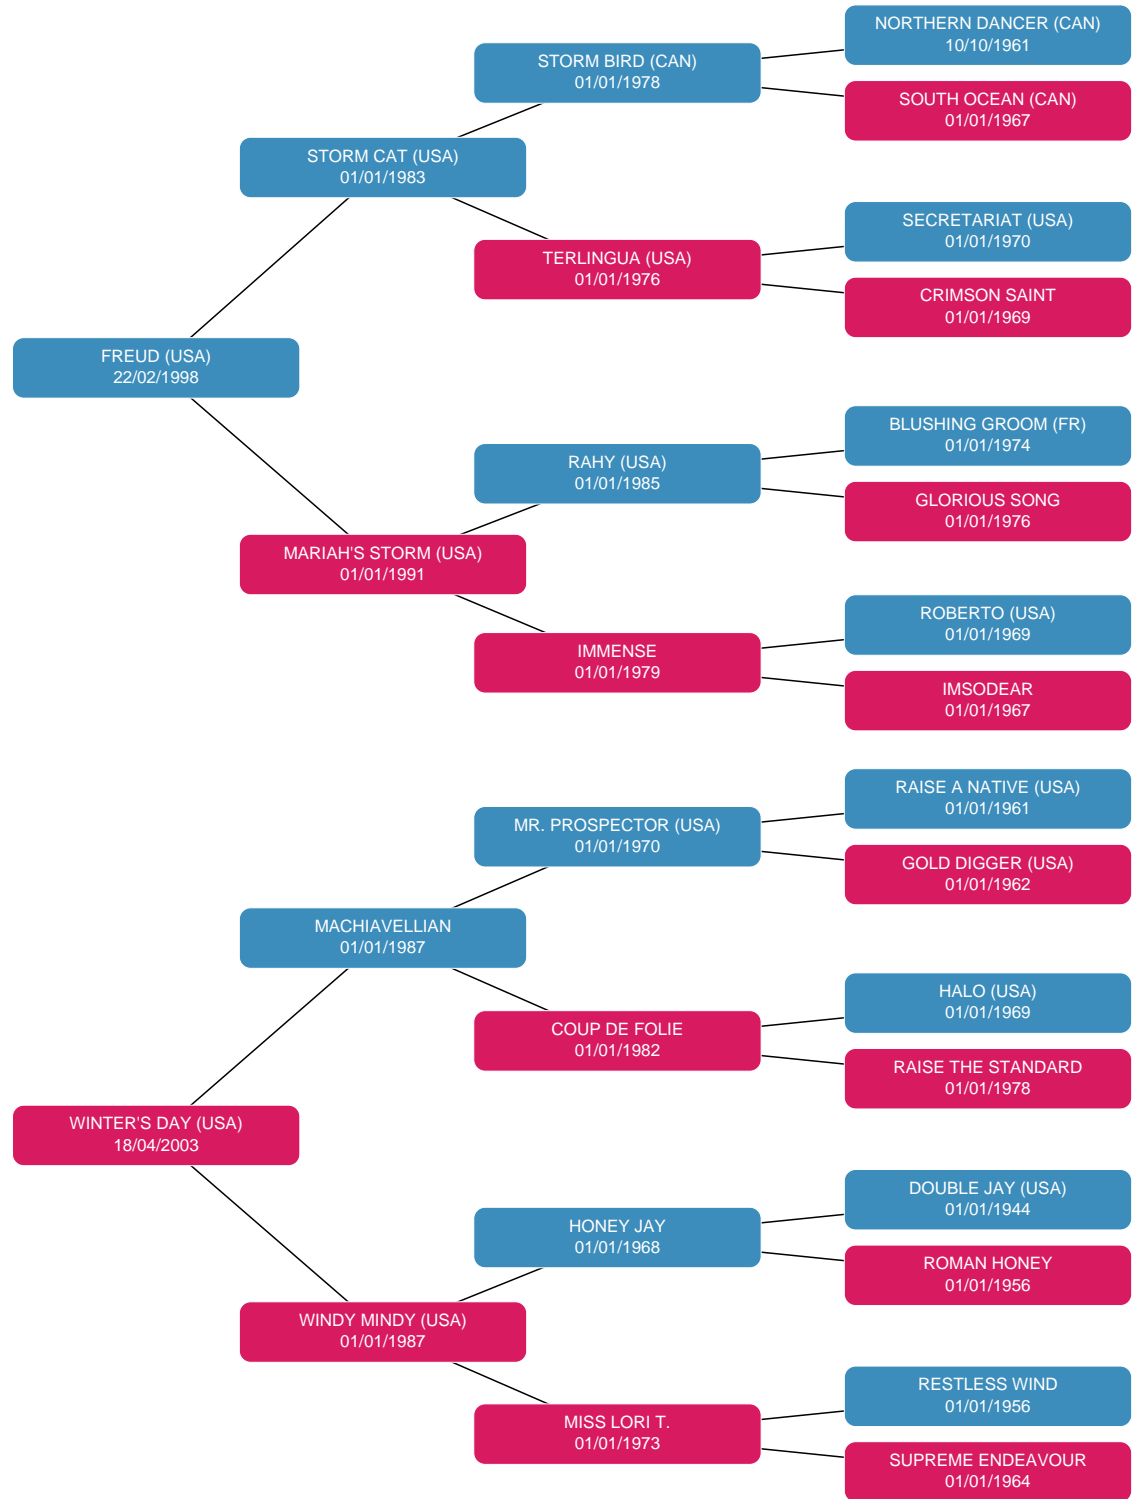 NORTHERN DANCER (CAN)
10/10/1961
STORM BIRD (CAN)
01/01/1978
SOUTH OCEAN (CAN)
01/01/1967
STORM CAT (USA)
01/01/1983
SECRETARIAT (USA)
01/01/1970
TERLINGUA (USA)
01/01/1976
CRIMSON SAINT
01/01/1969
FREUD (USA)
22/02/1998
BLUSHING GROOM (FR)
01/01/1974
RAHY (USA)
01/01/1985
GLORIOUS SONG
01/01/1976
MARIAH'S STORM (USA)
01/01/1991
ROBERTO (USA)
01/01/1969
IMMENSE
01/01/1979
IMSODEAR
01/01/1967
RAISE A NATIVE (USA)
01/01/1961
MR. PROSPECTOR (USA)
01/01/1970
GOLD DIGGER (USA)
01/01/1962
MACHIAVELLIAN
01/01/1987
HALO (USA)
01/01/1969
COUP DE FOLIE
01/01/1982
RAISE THE STANDARD
01/01/1978
WINTER'S DAY (USA)
18/04/2003
DOUBLE JAY (USA)
01/01/1944
HONEY JAY
01/01/1968
ROMAN HONEY
01/01/1956
WINDY MINDY (USA)
01/01/1987
RESTLESS WIND
01/01/1956
MISS LORI T.
01/01/1973
SUPREME ENDEAVOUR
01/01/1964